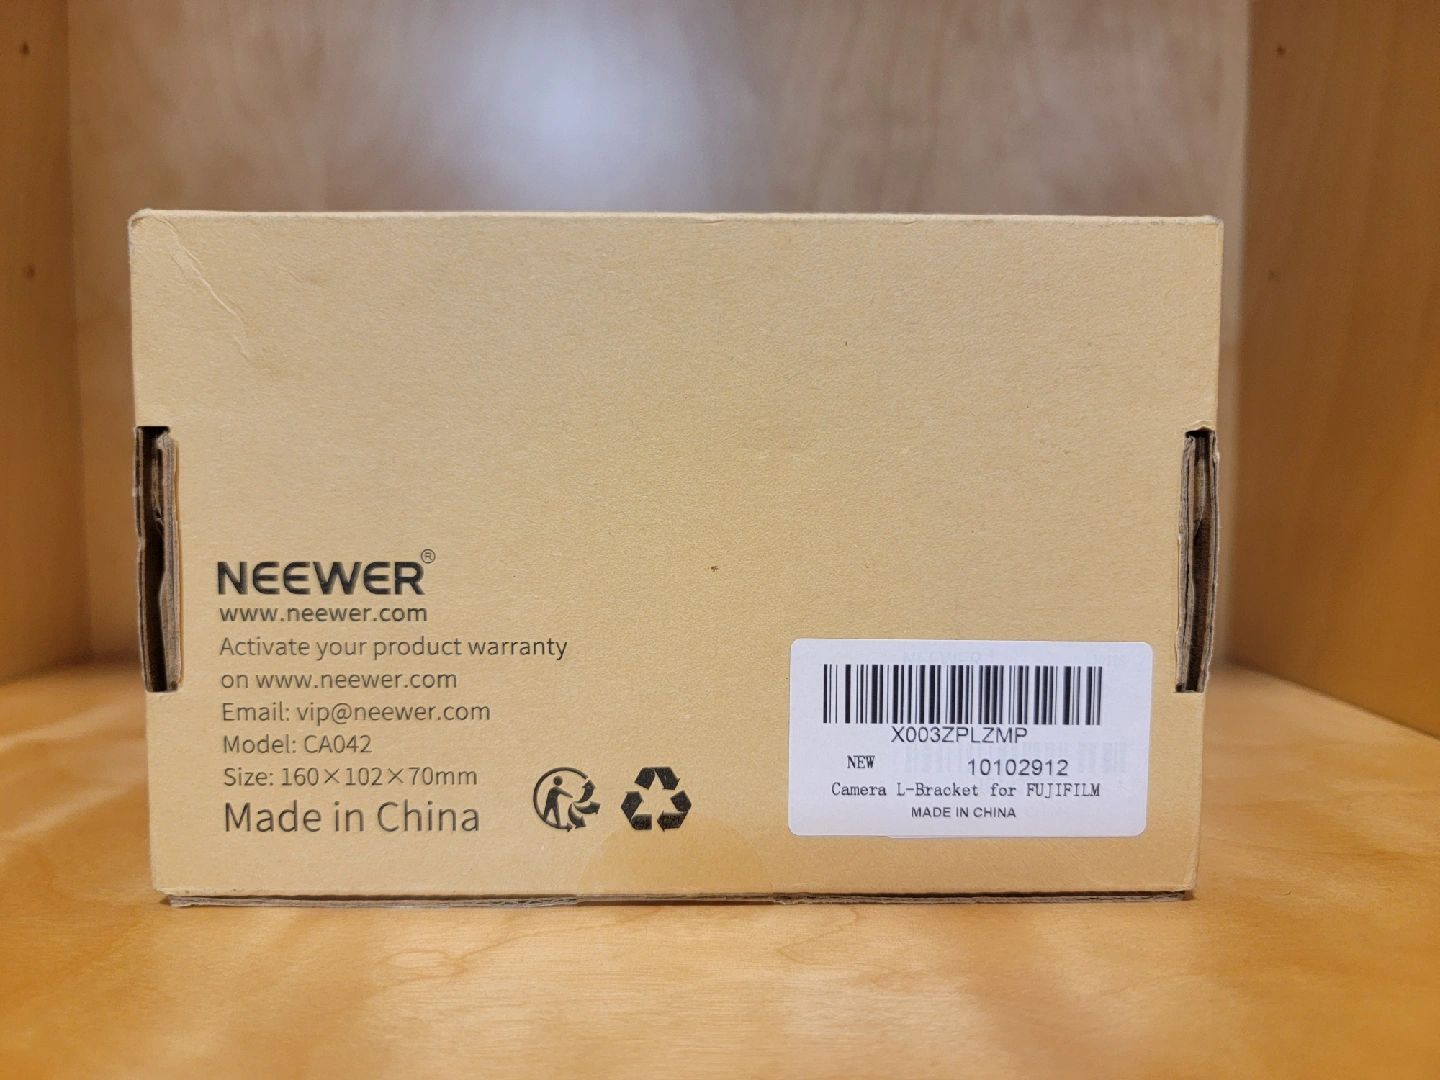 NEEWER®
www.neewer.com
Activate your product warranty
on www.neewer.com
Email: vip@neewer.com
Model: CA042
Size: 160×102×70mm
Made in China
X003ZPLZMP
NEW 10102912
Camera L-Bracket for FUJIFILM
MADE IN CHINA